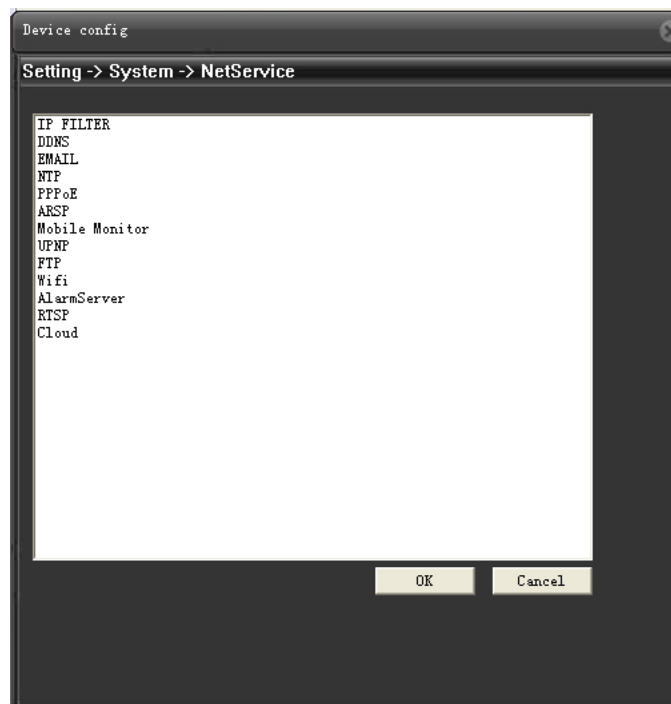 Device config
Setting -> System -> NetService
IP FILTER
DDNS
EMAIL
NTP
PPPoE
ARSP
Mobile Monitor
UPNP
FTP
Wifi
AlarmServer
RTSP
Cloud
OK Cancel